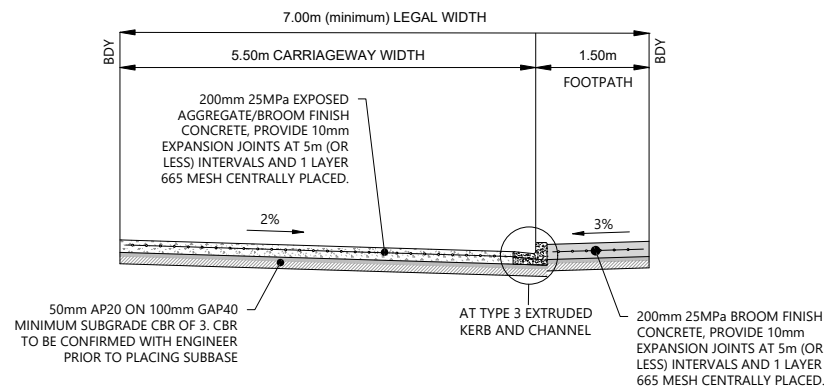 7.00m (minimum) LEGAL WIDTH
BDY
5.50m CARRIAGEWAY WIDTH
1.50m
BDY
FOOTPATH
200mm 25MPa EXPOSED
AGGREGATE/BROOM FINISH
CONCRETE, PROVIDE 10mm
EXPANSION JOINTS AT 5m (OR
LESS) INTERVALS AND 1 LAYER
665 MESH CENTRALLY PLACED.
2%
3%
50mm AP20 ON 100mm GAP40
MINIMUM SUBGRADE CBR OF 3. CBR
TO BE CONFIRMED WITH ENGINEER
PRIOR TO PLACING SUBBASE
AT TYPE 3 EXTRUDED
KERB AND CHANNEL
200mm 25MPa BROOM FINISH
CONCRETE, PROVIDE 10mm
EXPANSION JOINTS AT 5m (OR
LESS) INTERVALS AND 1 LAYER
665 MESH CENTRALLY PLACED.